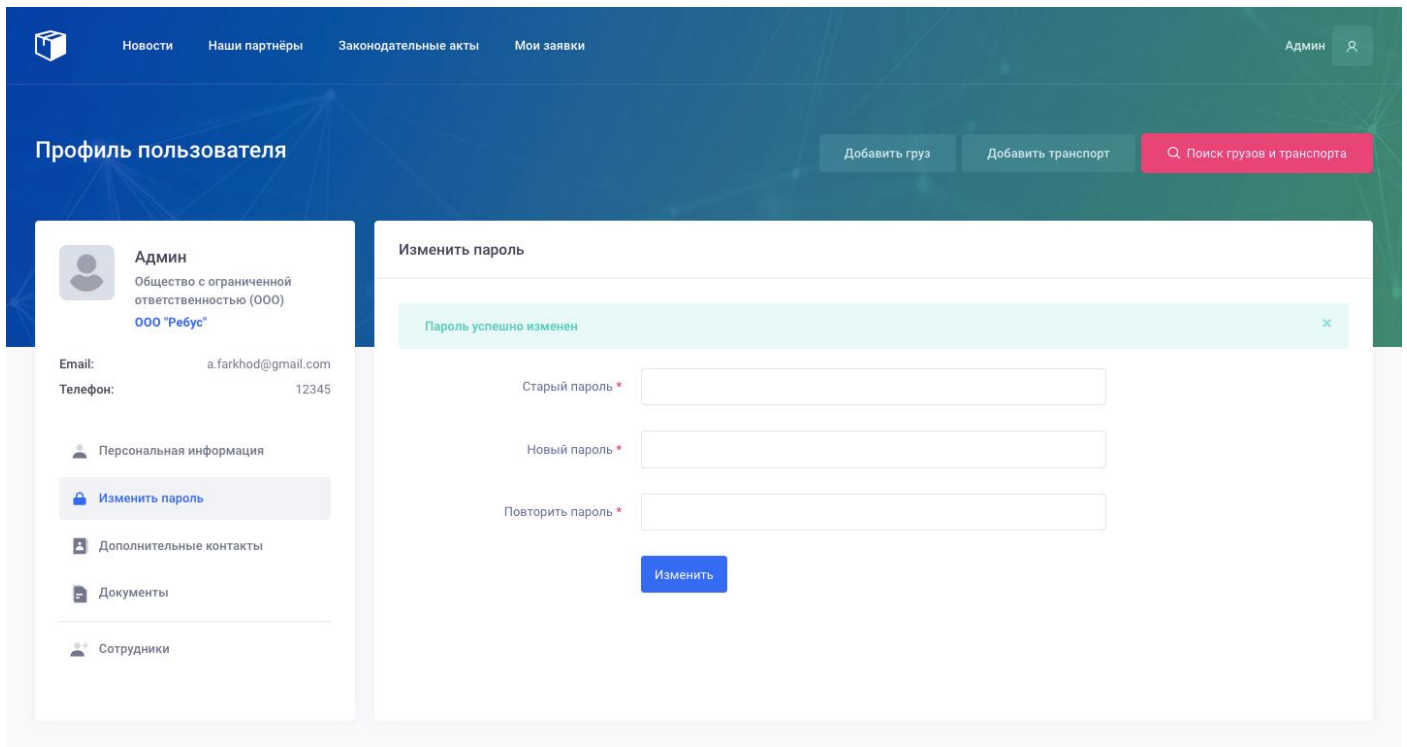 Новости Наши партнёры Законодательные акты Мои заявки Админ
Профиль пользователя
Добавить груз Добавить транспорт Поиск грузов и транспорта
Админ
Общество с ограниченной
ответственностью (ООО)
ООО "Ребус"
Email: a.farkhod@gmail.com
Телефон: 12345
Персональная информация
Изменить пароль
Дополнительные контакты
Документы
Сотрудники
Изменить пароль
Пароль успешно изменен ×
Старый пароль *
Новый пароль *
Повторить пароль *
Изменить